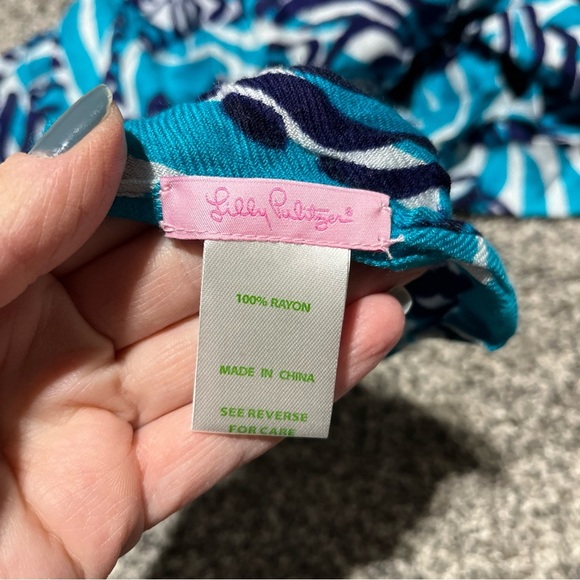 Lilly Pulitzer®
100% RAYON
MADE IN CHINA
SEE REVERSE
FOR CARE